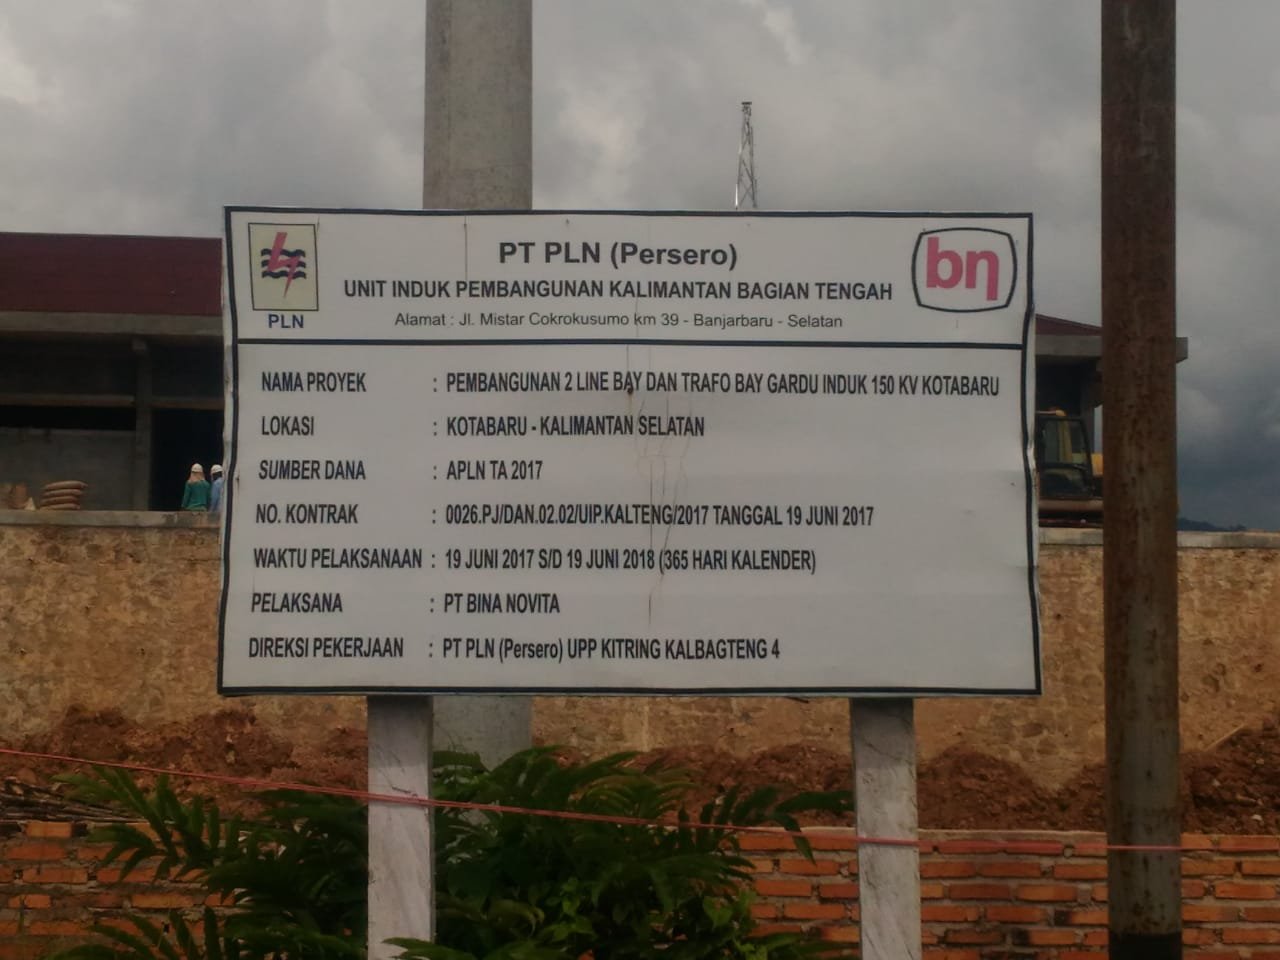 PT PLN (Persero)
UNIT INDUK PEMBANGUNAN KALIMANTAN BAGIAN TENGAH
Alamat : Jl. Mistar Cokrokusumo km 39 - Banjarbaru - Selatan
PLN
bn
NAMA PROYEK : PEMBANGUNAN 2 LINE BAY DAN TRAFO BAY GARDU INDUK 150 KV KOTABARU
LOKASI : KOTABARU - KALIMANTAN SELATAN
SUMBER DANA : APLN TA 2017
NO. KONTRAK : 0026.PJ/DAN.02.02/UIP.KALTENG/2017 TANGGAL 19 JUNI 2017
WAKTU PELAKSANAAN : 19 JUNI 2017 S/D 19 JUNI 2018 (365 HARI KALENDER)
PELAKSANA : PT BINA NOVITA
DIREKSI PEKERJAAN : PT PLN (Persero) UPP KITRING KALBAGTENG 4